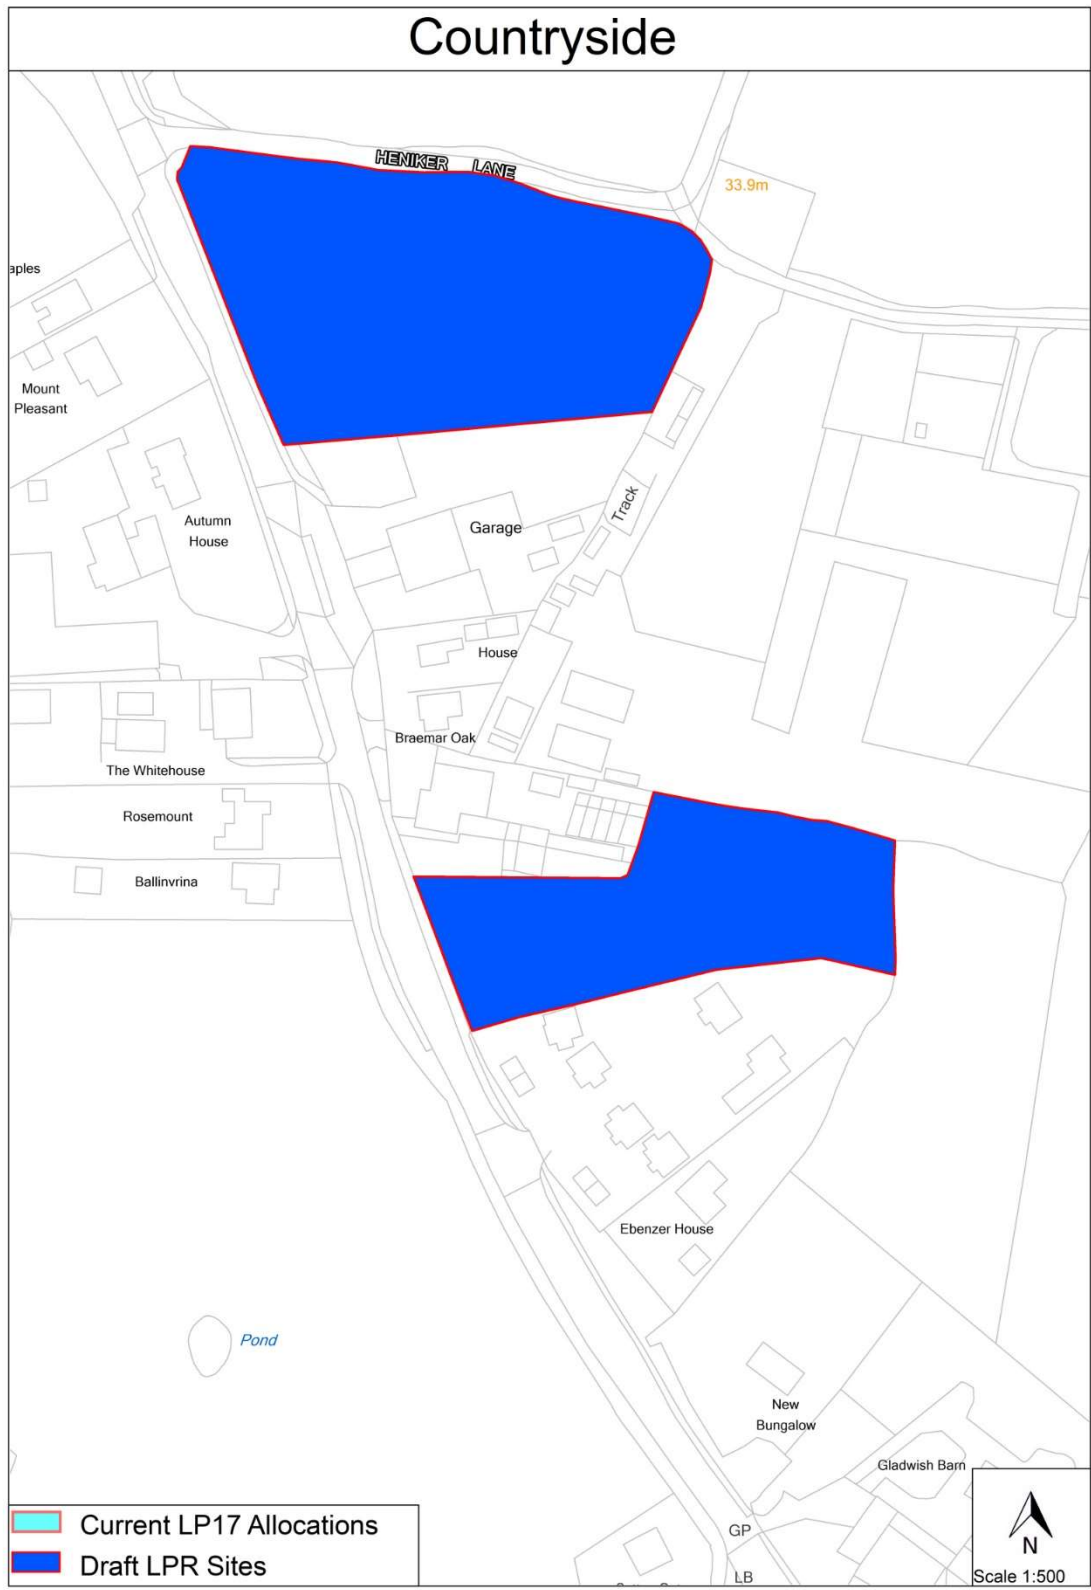 Countryside
HENIKER LANE
33.9m
aples
Mount
Pleasant
Autumn
House
Garage
Track
House
Braemar Oak
The Whitehouse
Rosemount
Ballinvrina
Ebenzer House
Pond
New
Bungalow
Gladwish Barn
GP
LB
Current LP17 Allocations
Draft LPR Sites
N
Scale 1:500